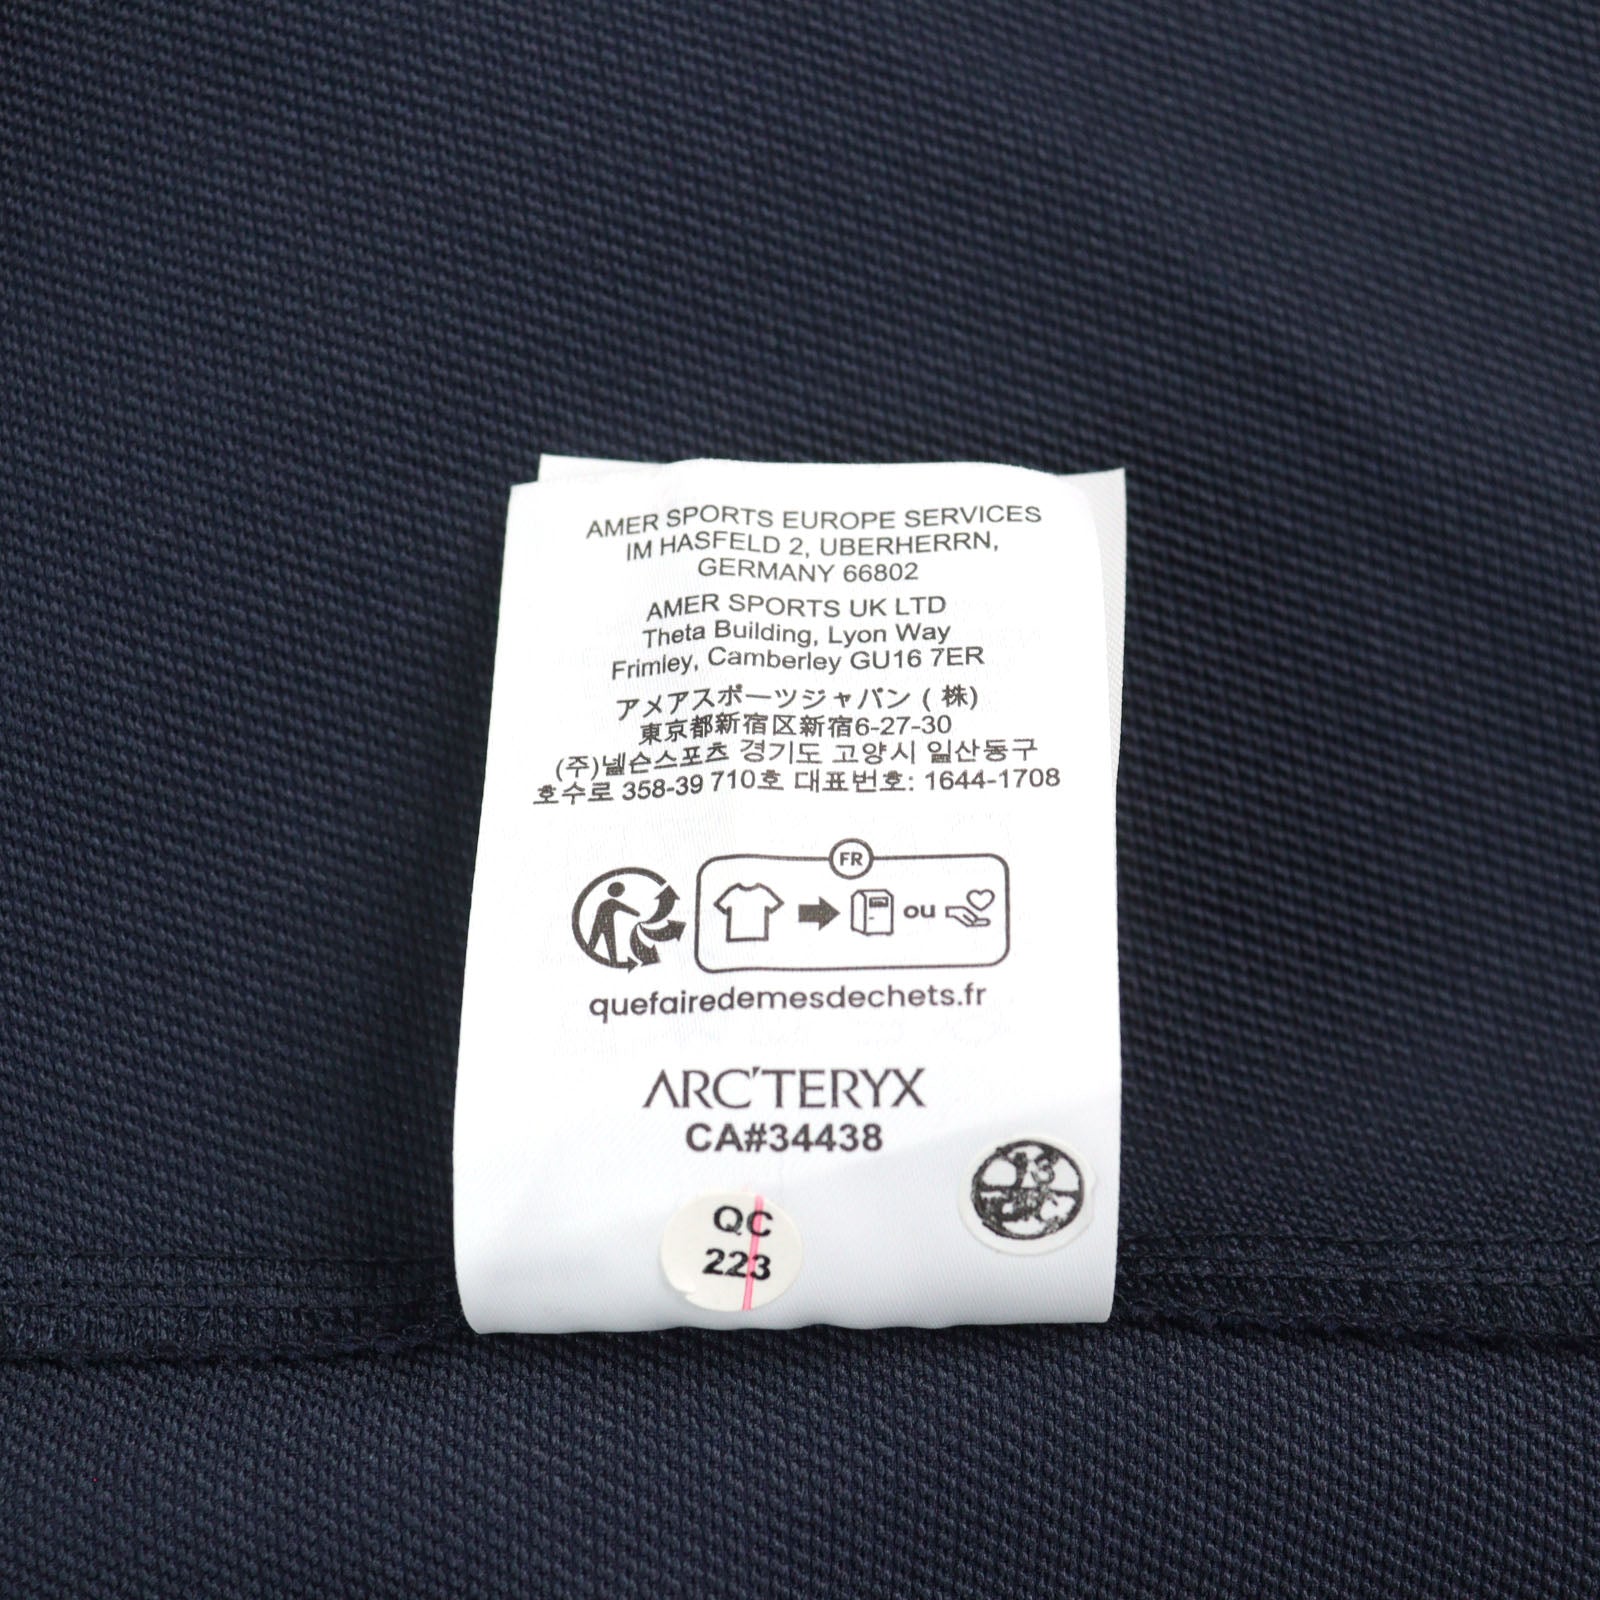 AMER SPORTS EUROPE SERVICES
IM HASFELD 2, UBERHERRN,
GERMANY 66802
AMER SPORTS UK LTD
Theta Building, Lyon Way
Frimley, Camberley GU16 7ER
アメアスポーツジャパン ( 株)
東京都新宿区新宿6-27-30
(주)넬슨스포츠 경기도 고양시 일산동구
호수로 358-39 710호 대표번호: 1644-1708
FR
ou
quefairedemesdechets.fr
ARC'TERYX
CA#34438
13
QC
QC
223